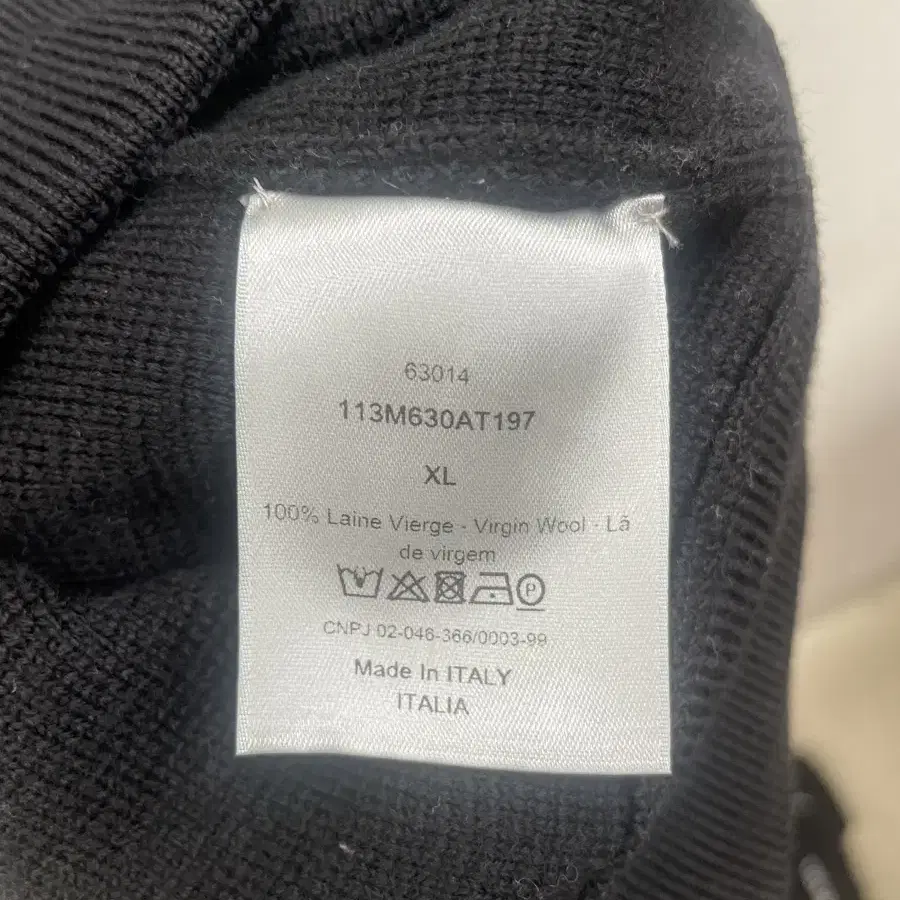 63014
113M630AT197
XL
100% Laine Vierge - Virgin Wool - Lã
de virgem
P
CNPJ 02-046-366/0003-99
Made In ITALY
ITALIA